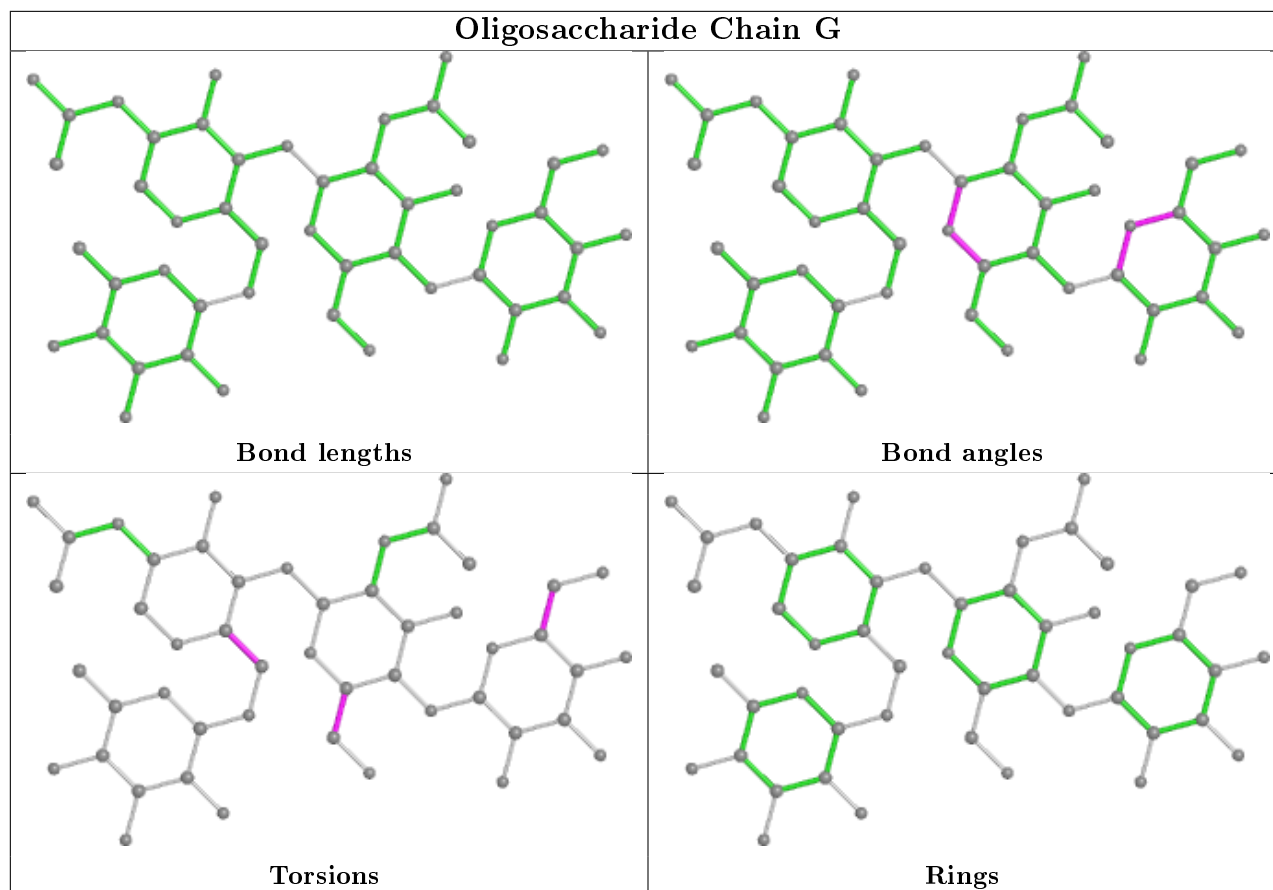 Oligosaccharide Chain G
Bond lengths
Bond angles
Torsions
Rings